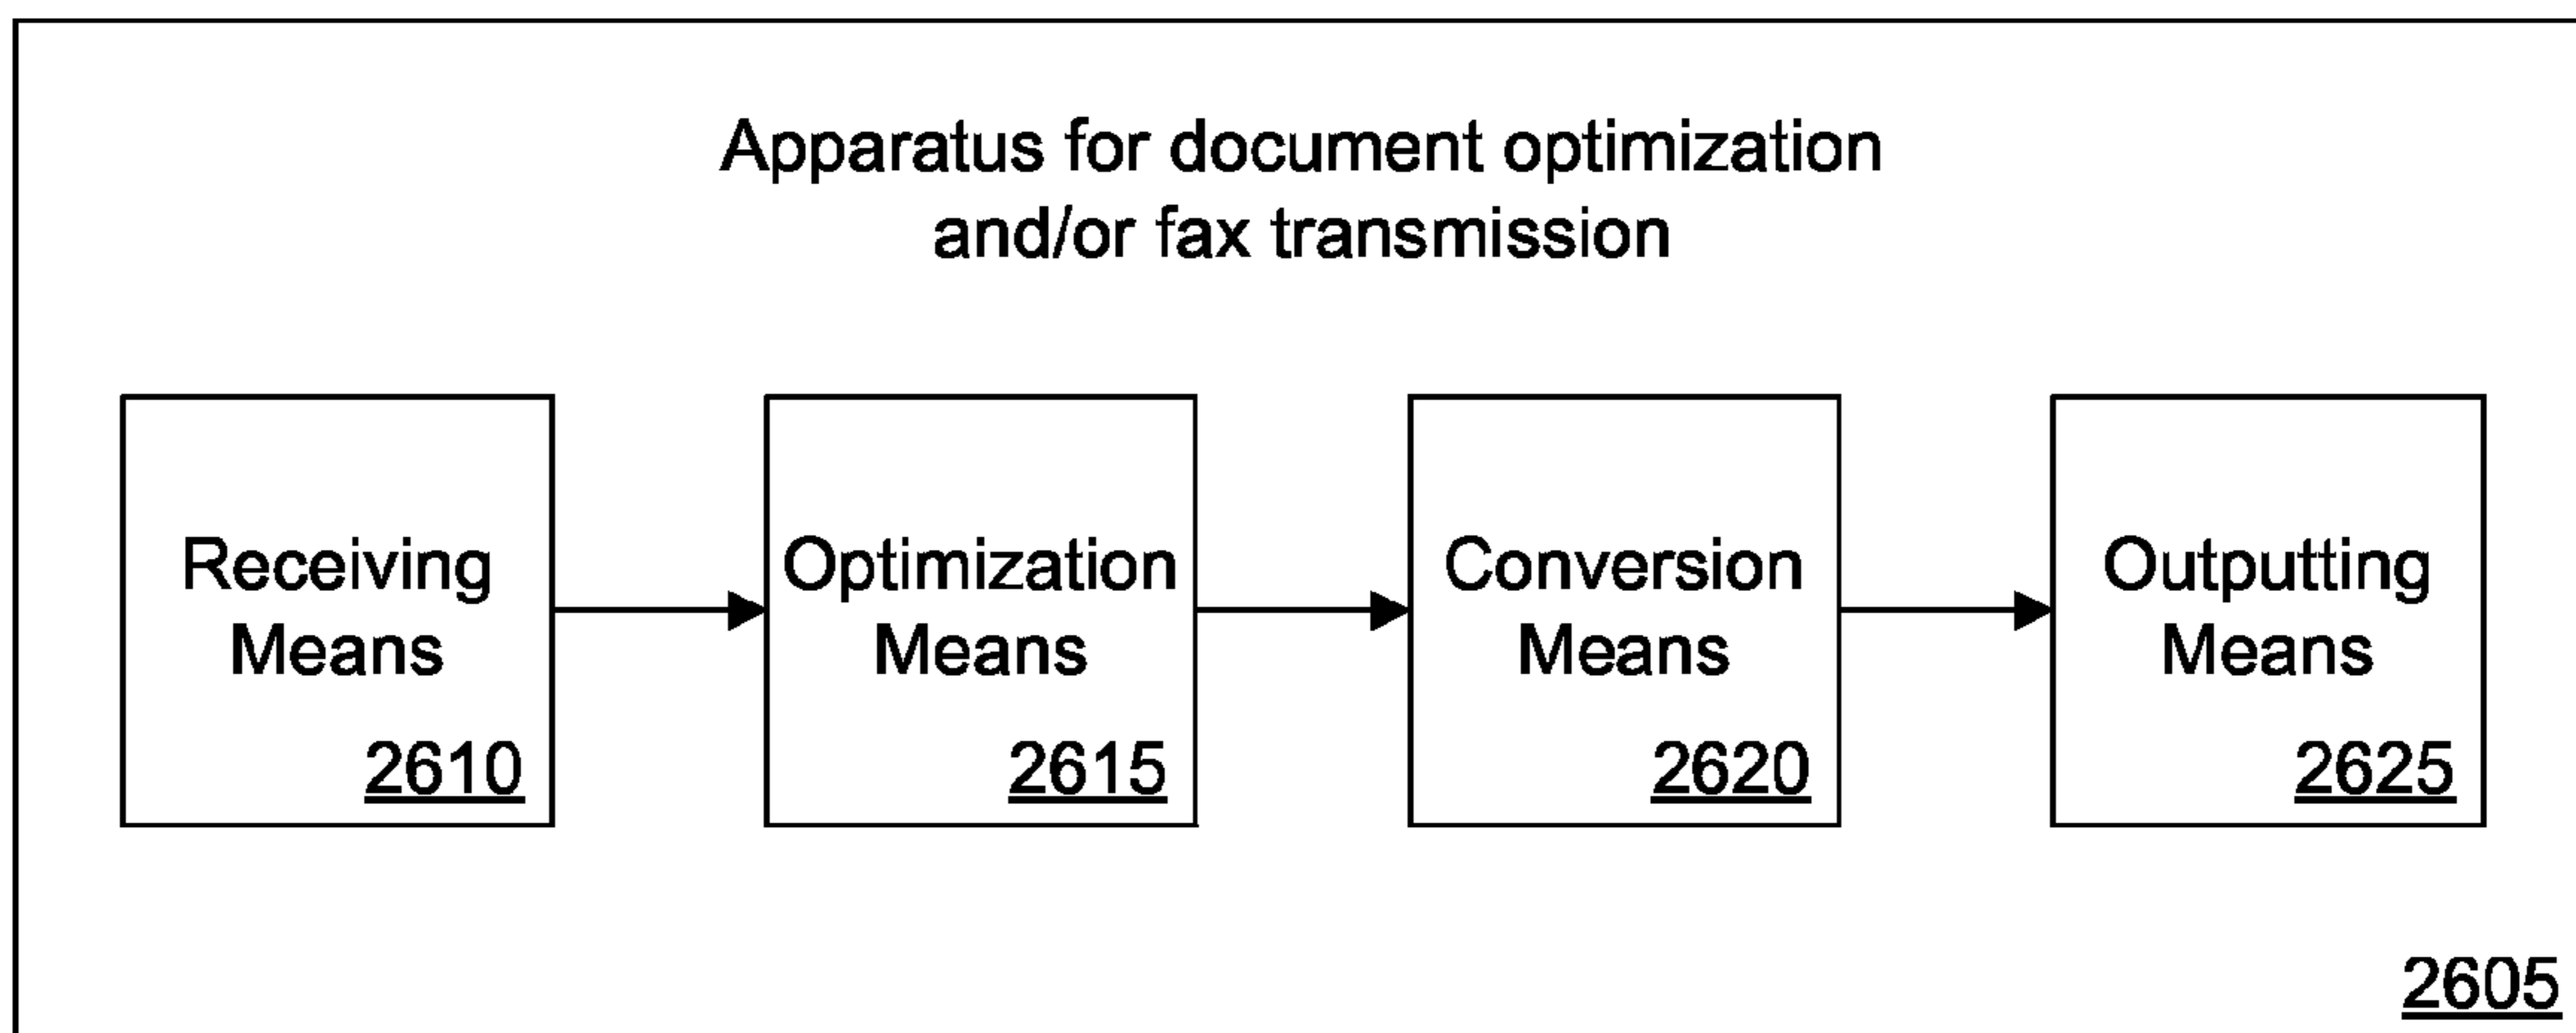 Apparatus for document optimization
and/or fax transmission
Receiving
Means
2610
Optimization
Means
2615
Conversion
Means
2620
Outputting
Means
2625
2605